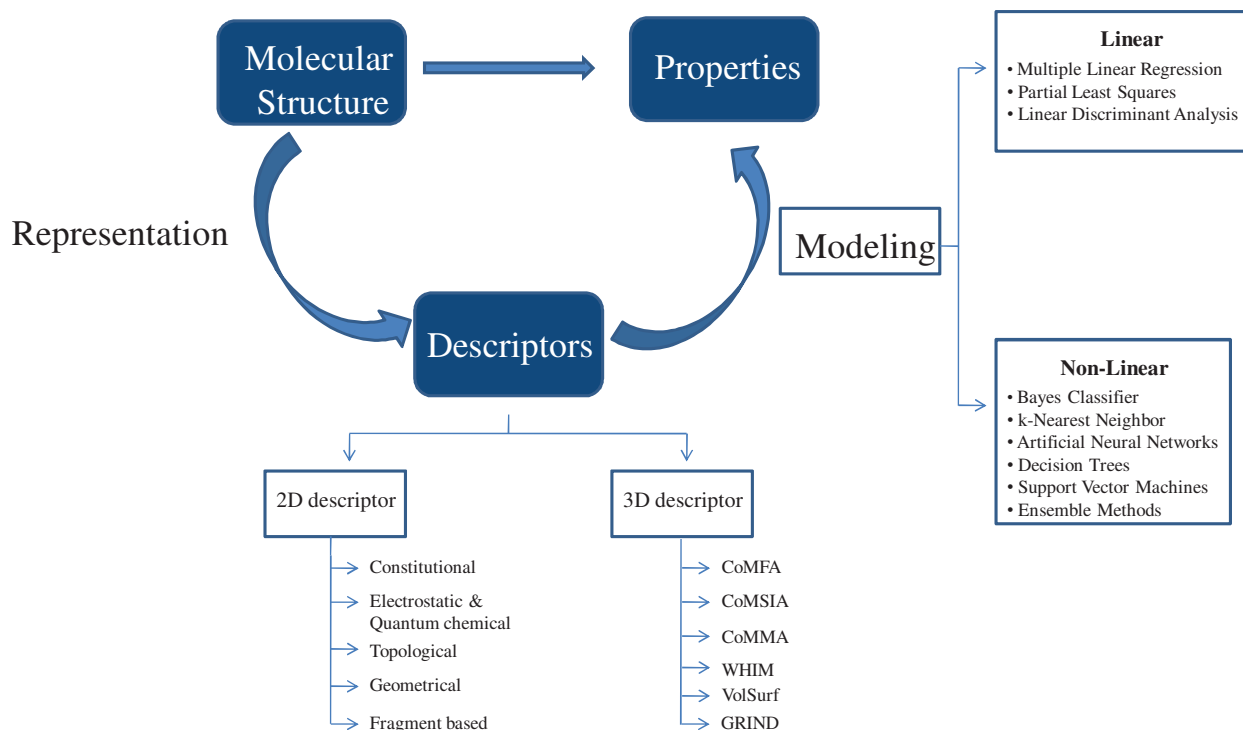 Molecular
Structure
Properties
Representation
Descriptors
Modeling
Linear
• Multiple Linear Regression
• Partial Least Squares
• Linear Discriminant Analysis
Non-Linear
• Bayes Classifier
• k-Nearest Neighbor
• Artificial Neural Networks
• Decision Trees
• Support Vector Machines
• Ensemble Methods
2D descriptor
Constitutional
Electrostatic &
Quantum chemical
Topological
Geometrical
Fragment based
3D descriptor
CoMFA
CoMSIA
CoMMA
WHIM
VolSurf
GRIND